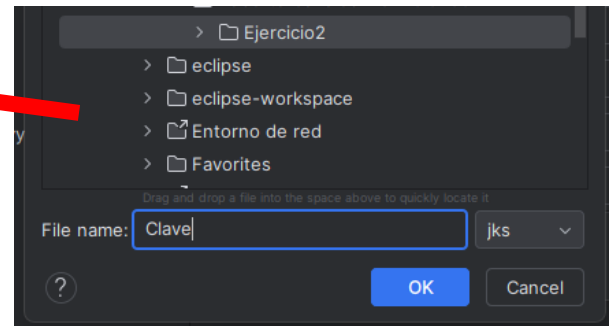 Ejercicio2
eclipse
eclipse-workspace
Entorno de red
Favorites
Drag and drop a file into the space above to quickly locate it
File name: Clave jks
? OK Cancel